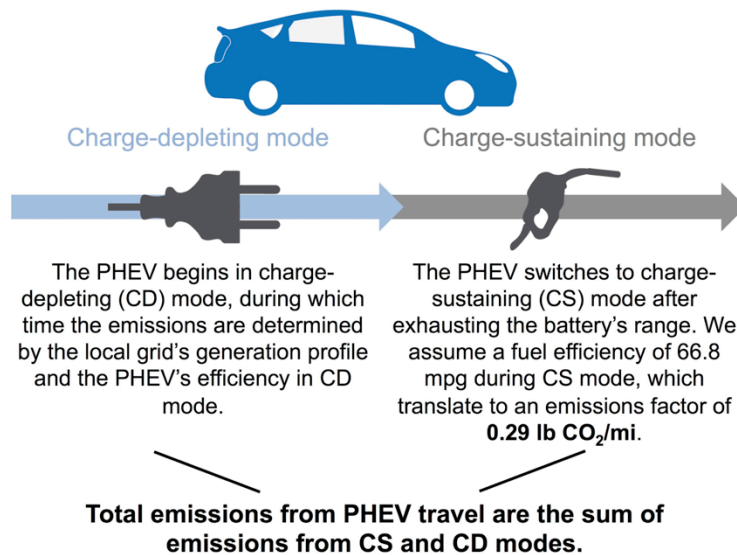 Charge-depleting mode
Charge-sustaining mode
The PHEV begins in charge-
depleting (CD) mode, during which
time the emissions are determined
by the local grid's generation profile
and the PHEV's efficiency in CD
mode.
The PHEV switches to charge-
sustaining (CS) mode after
exhausting the battery's range. We
assume a fuel efficiency of 66.8
mpg during CS mode, which
translate to an emissions factor of
0.29 lb CO₂/mi.
Total emissions from PHEV travel are the sum of
emissions from CS and CD modes.